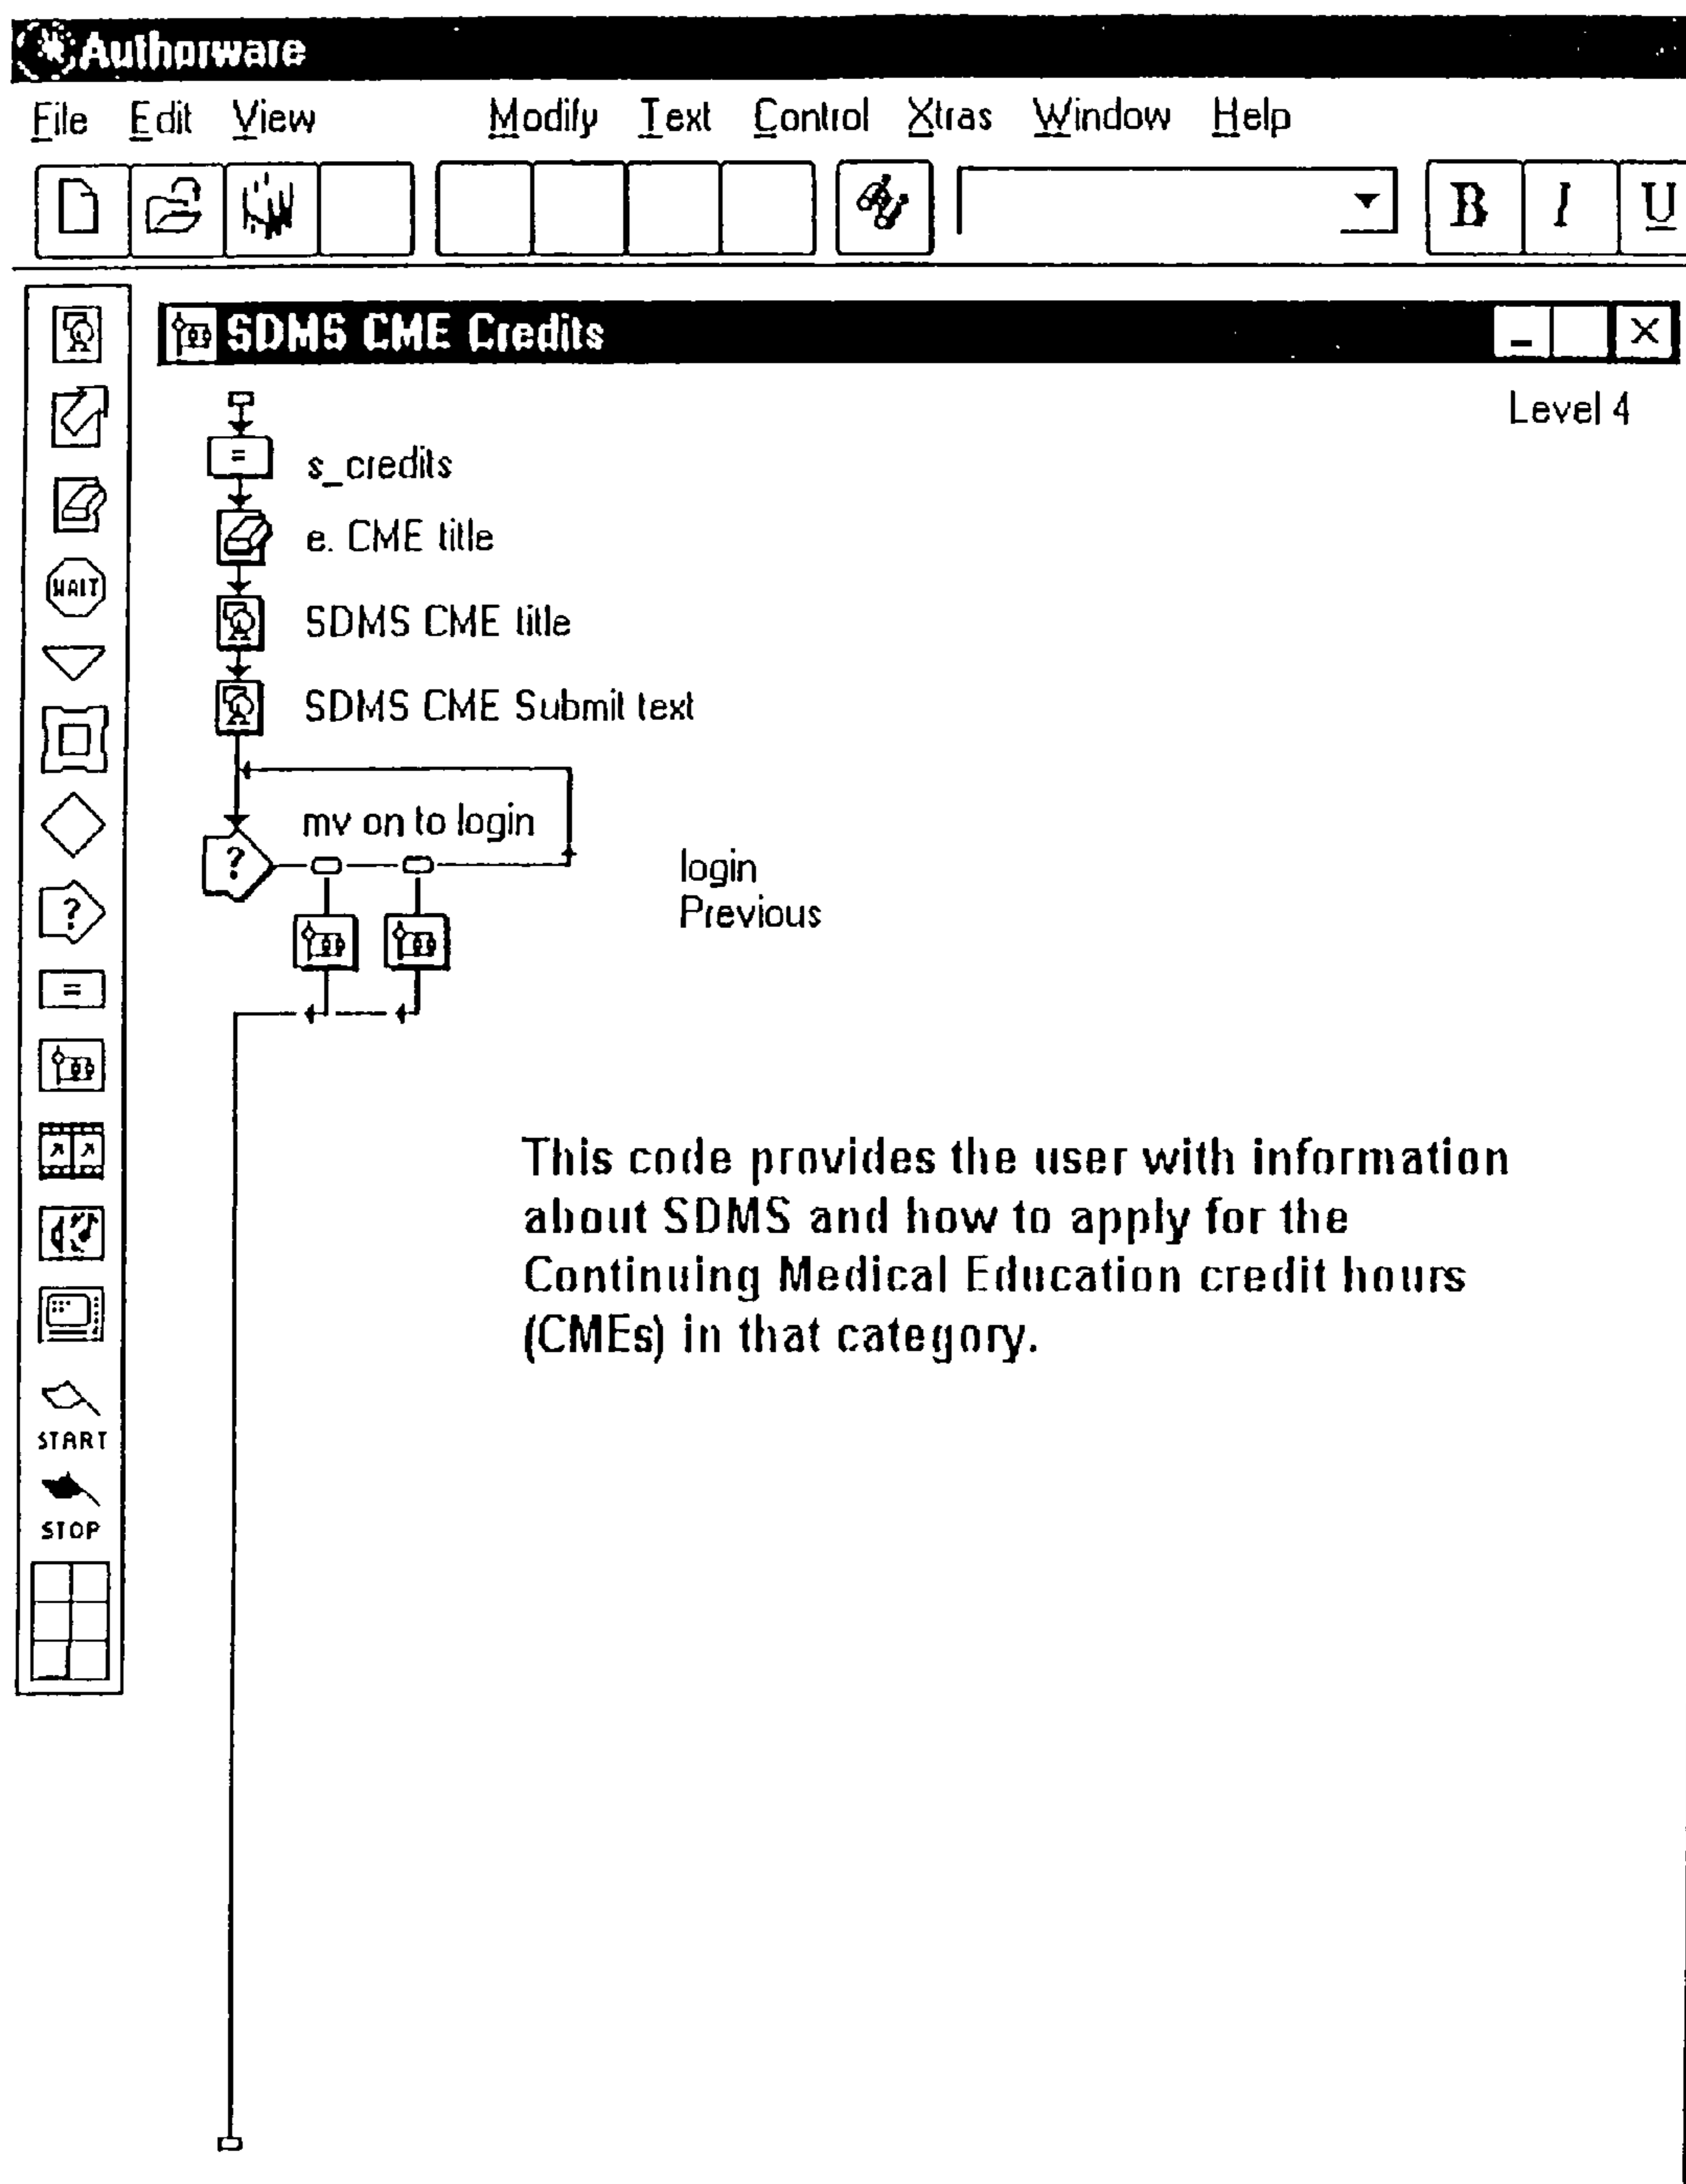 Authorware
File Edit View Modify Text Control Xtras Window Help
B I U
SDMS CME Credits
Level 4
=
s_credits
e. CME title
SDMS CME title
SDMS CME Submit text
mv on to login
?
login
Previous
WAIT
?
=
START
STOP
This code provides the user with information
about SDMS and how to apply for the
Continuing Medical Education credit hours
(CMEs) in that category.